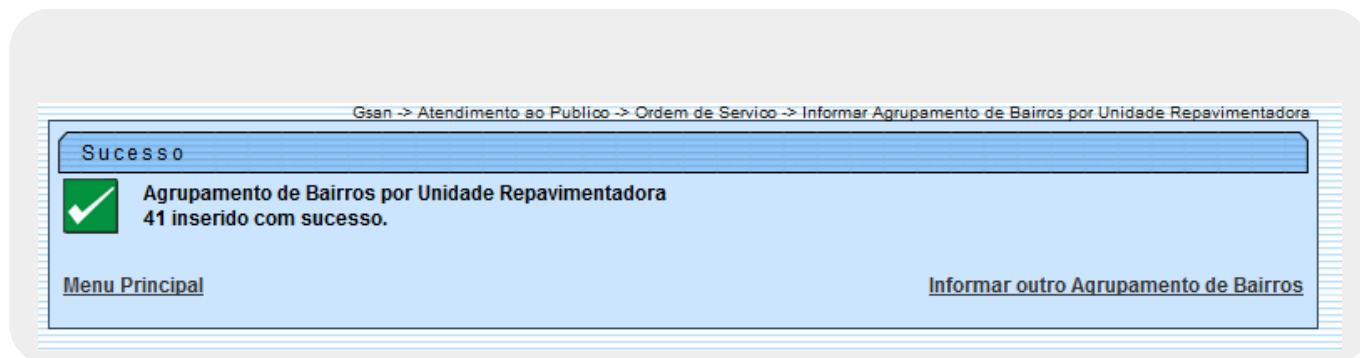 Gsan -> Atendimento ao Publico -> Ordem de Servico -> Informar Agrupamento de Bairros por Unidade Repavimentadora
Sucesso
Agrupamento de Bairros por Unidade Repavimentadora
41 inserido com sucesso.
Menu Principal
Informar outro Agrupamento de Bairros